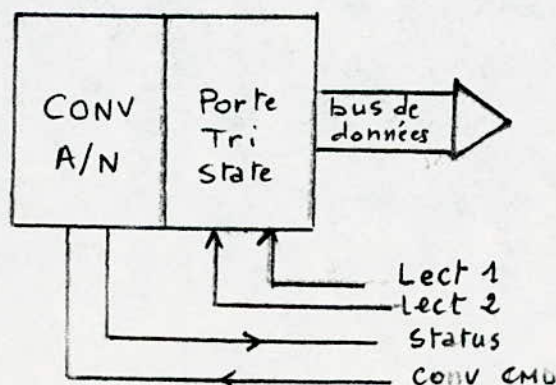 CONV
A/N
Porte
Tri
State
bus de
données
Lect 1
Lect 2
Status
Conv CMD